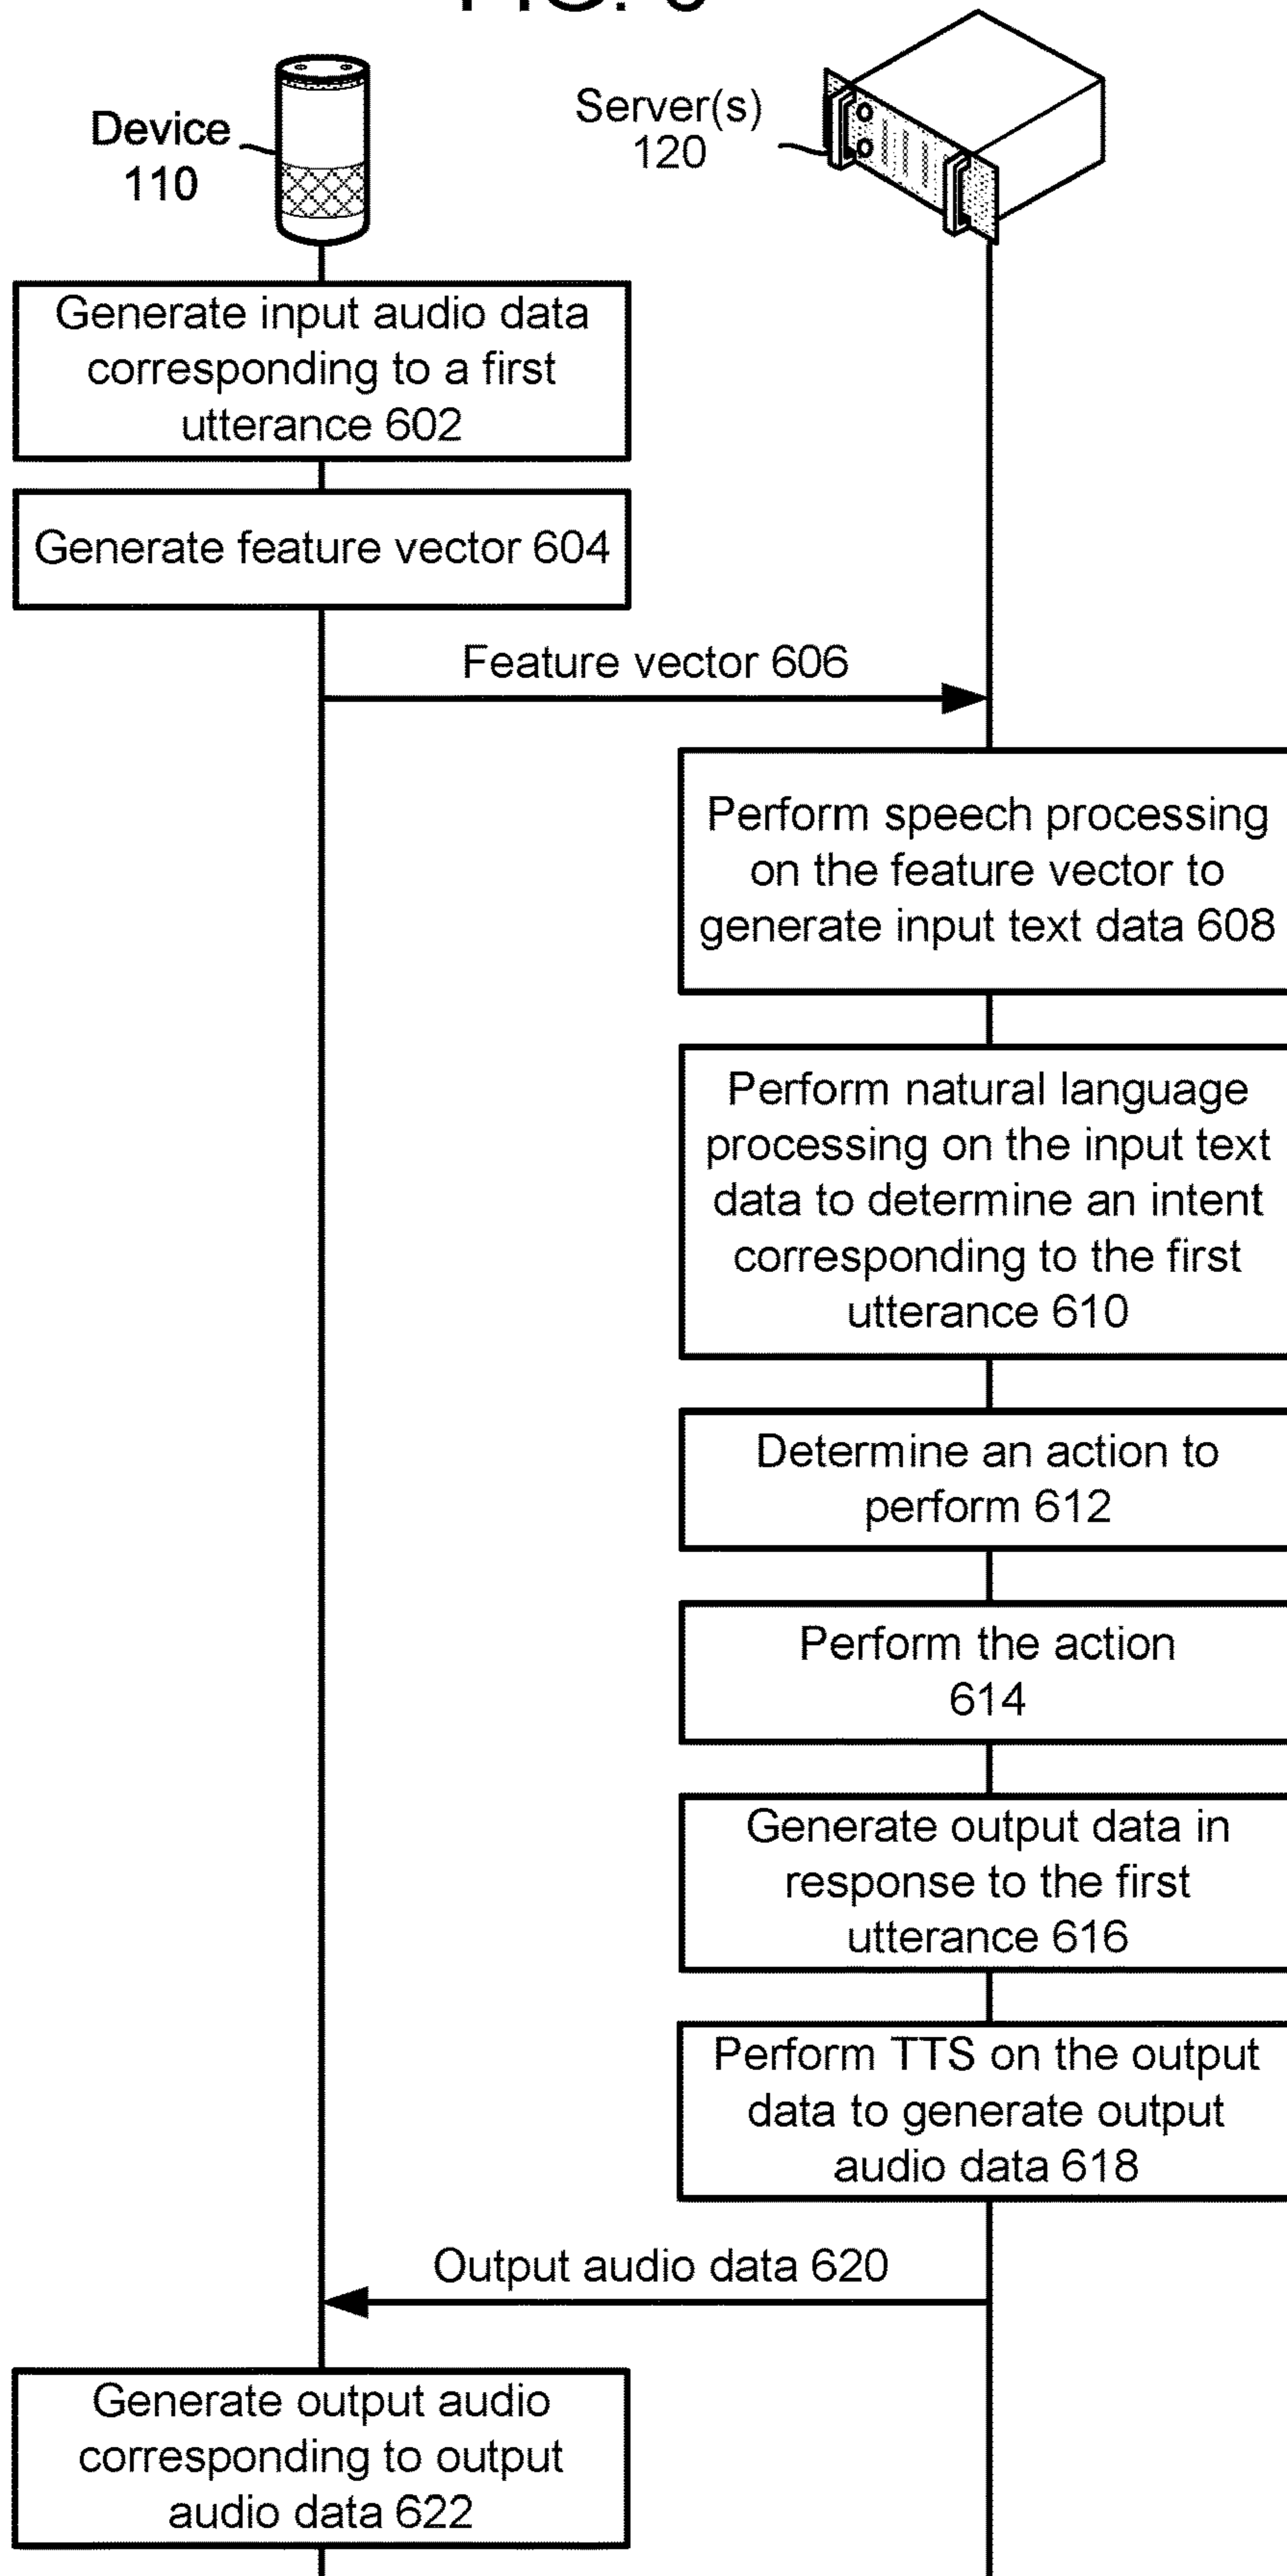 FIG.
Device
110
Server(s)
120
Generate input audio data
corresponding to a first
utterance 602
Generate feature vector 604
Feature vector 606
Perform speech processing
on the feature vector to
generate input text data 608
Perform natural language
processing on the input text
data to determine an intent
corresponding to the first
utterance 610
Determine an action to
perform 612
Perform the action
614
Generate output data in
response to the first
utterance 616
Perform TTS on the output
data to generate output
audio data 618
Output audio data 620
Generate output audio
corresponding to output
audio data 622